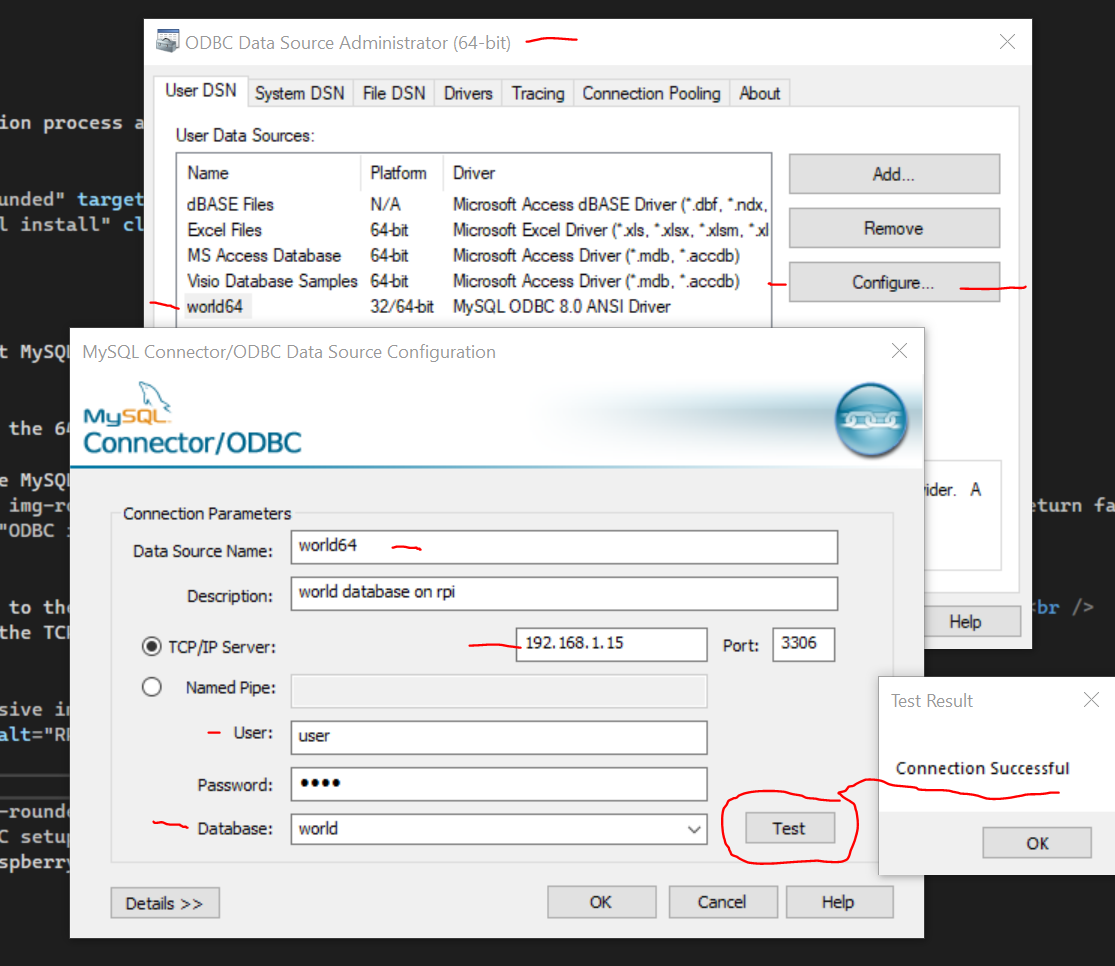 ODBC Data Source Administrator (64-bit)
User DSN System DSN File DSN Drivers Tracing Connection Pooling About
User Data Sources:
Name Platform Driver
dBASE Files N/A Microsoft Access dBASE Driver (*.dbf, *.ndx,
Excel Files 64-bit Microsoft Excel Driver (*.xls, *.xlsx, *.xlsm, *.xl
MS Access Database 64-bit Microsoft Access Driver (*.mdb, *.accdb)
Visio Database Samples 64-bit Microsoft Access Driver (*.mdb, *.accdb)
world64 32/64-bit MySQL ODBC 8.0 ANSI Driver
Add...
Remove
Configure...
vider. A
Help
ion process a
unded" target
l install" cl
t MySQL
the 64
e MySQL
img-ro
"ODBC i
eturn fa
to the
the TCP
<br />
sive im
alt="RP
-rounde
C setup
spberry
MySQL Connector/ODBC Data Source Configuration
MySQL
Connector/ODBC
Connection Parameters
Data Source Name: world64
Description: world database on rpi
TCP/IP Server: 192.168.1.15 Port: 3306
Named Pipe:
User: user
Password: ●●●●
Database: world
Test
Details >> OK Cancel Help
Test Result
Connection Successful
OK